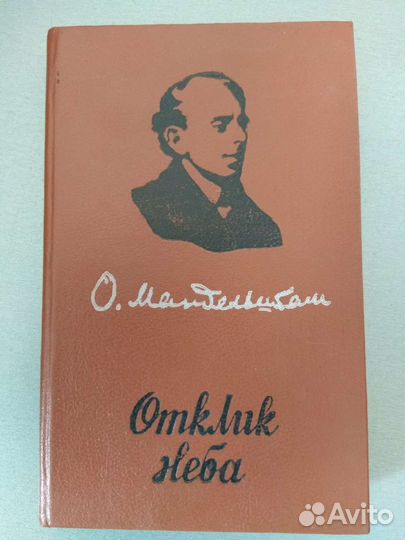 О. Мандельштам
Отклик
неба
Avito